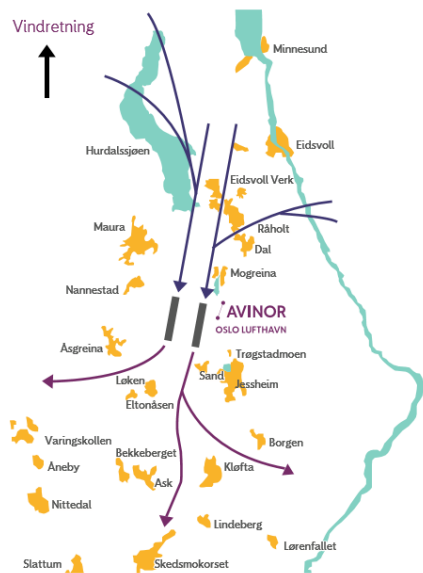 Vindretning
Minnesund
Hurdalssjøen
Eidsvoll
Eidsvoll Verk
Maura
Råholt
Dal
Mogreina
Nannestad
AVINOR
OSLO LUFTHAVN
Åsgreina
Trøgstadmoen
Løken
Sand
Jessheim
Eltonåsen
Varingskollen
Borgen
Bekkeberget
Kløfta
Åneby
Ask
Nittedal
Lindeberg
Lørenfallet
Slattum
Skedsmokorset